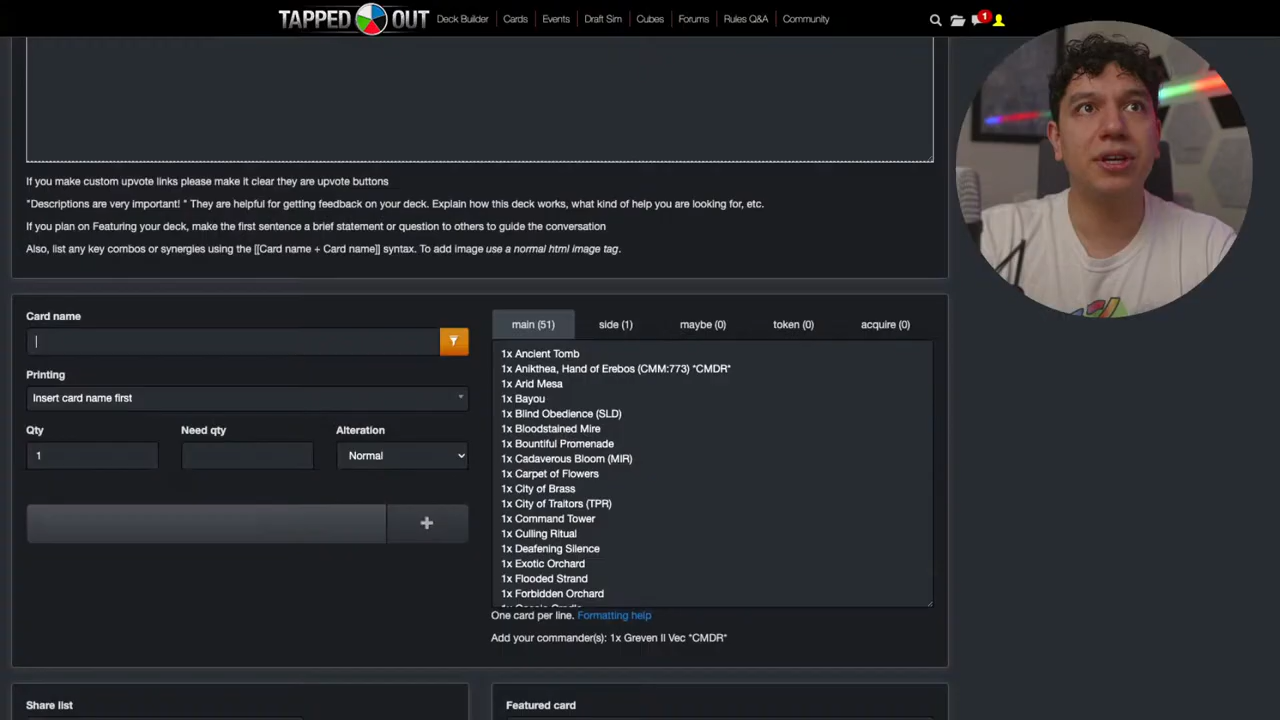 TAPPED OUT
Deck Builder Cards Events Draft Sim Cubes Forums Rules Q&A Community
1
If you make custom upvote links please make it clear they are upvote buttons
"Descriptions are very important! " They are helpful for getting feedback on your deck. Explain how this deck works, what kind of help you are looking for, etc.
If you plan on Featuring your deck, make the first sentence a brief statement or question to others to guide the conversation
Also, list any key combos or synergies using the [[Card name + Card name]] syntax. To add image use a normal html image tag.
Card name
Printing
Insert card name first
Qty Need qty Alteration
1 Normal
+
main (51) side (1) maybe (0) token (0) acquire (0)
1x Ancient Tomb
1x Anikthea, Hand of Erebos (CMM:773) *CMDR*
1x Arid Mesa
1x Bayou
1x Blind Obedience (SLD)
1x Bloodstained Mire
1x Bountiful Promenade
1x Cadaverous Bloom (MIR)
1x Carpet of Flowers
1x City of Brass
1x City of Traitors (TPR)
1x Command Tower
1x Culling Ritual
1x Deafening Silence
1x Exotic Orchard
1x Flooded Strand
1x Forbidden Orchard
One card per line. Formatting help
Add your commander(s): 1x Greven Il Vec *CMDR*
Share list
Featured card